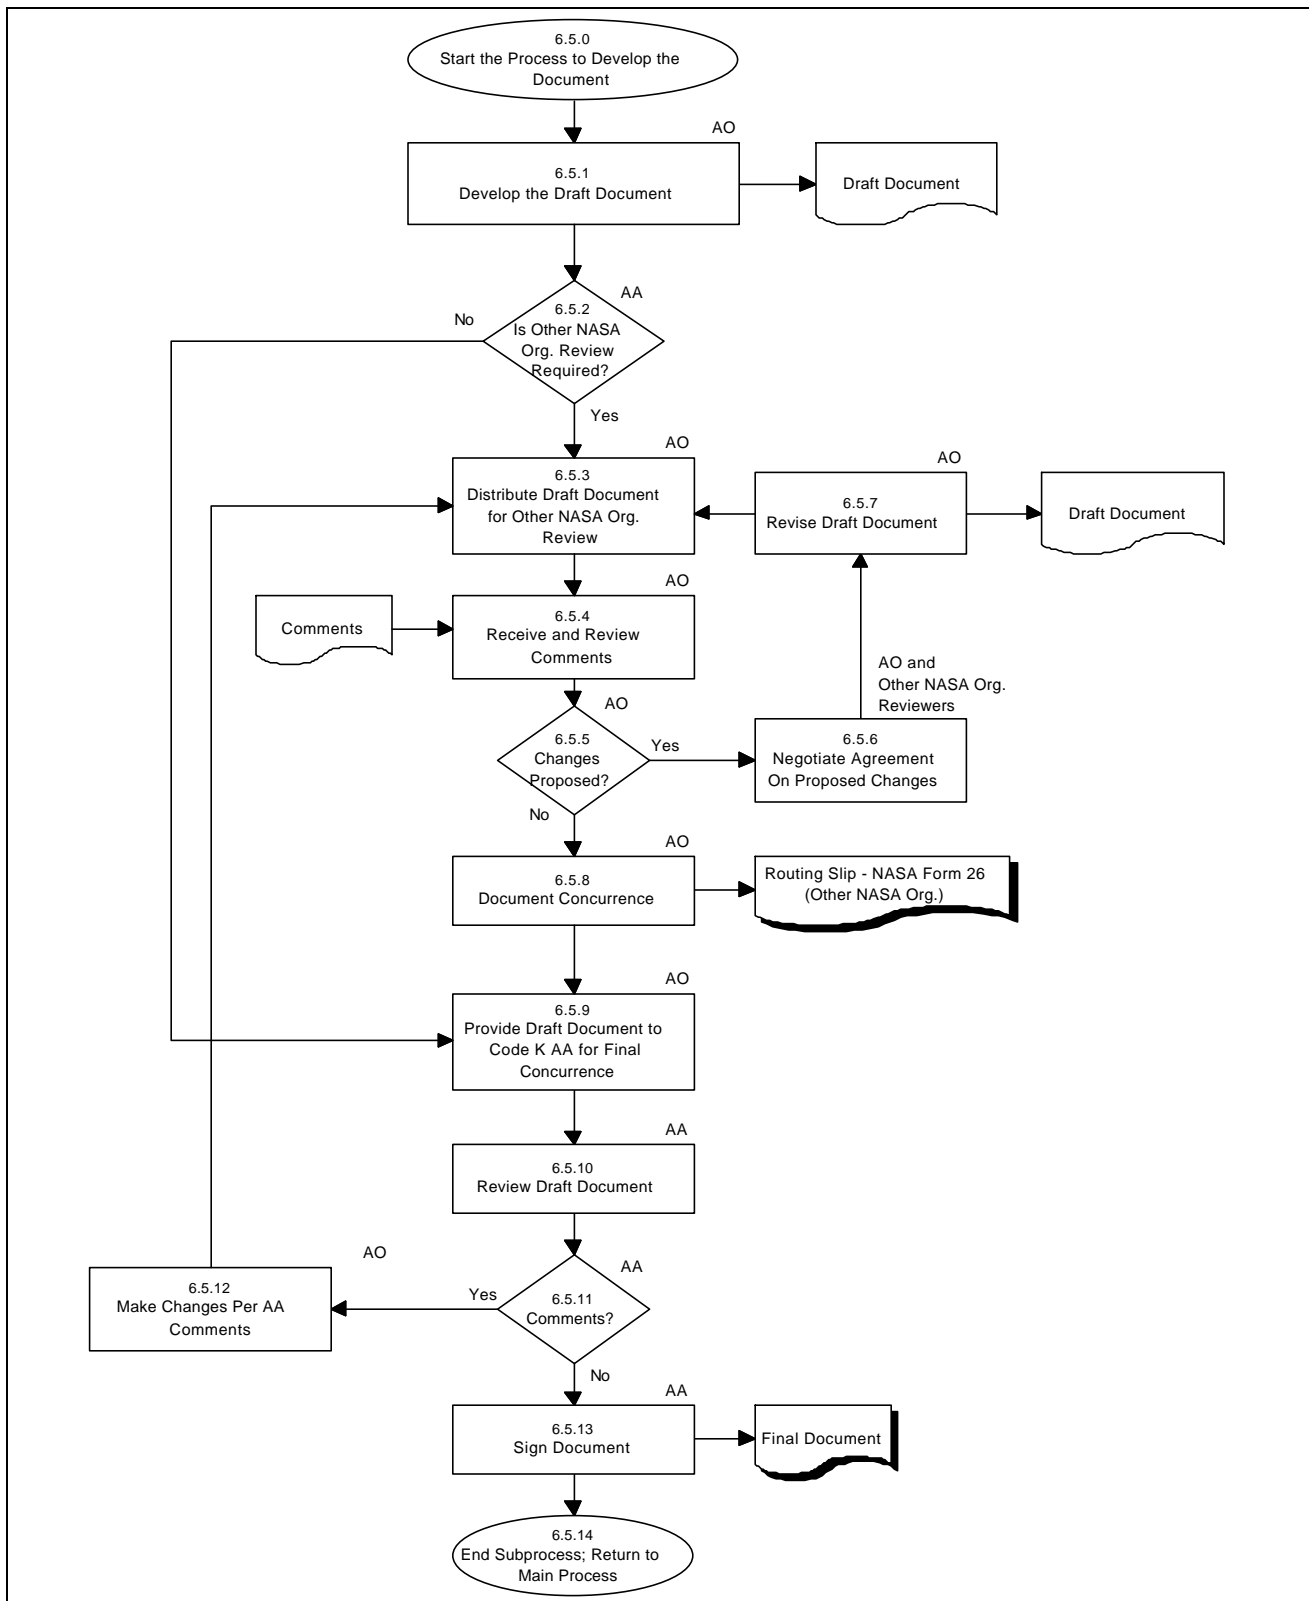 6.5.0
Start the Process to Develop the
Document
AO
6.5.1
Develop the Draft Document
Draft Document
AA
6.5.2
Is Other NASA
Org. Review
Required?
No
Yes
AO
6.5.3
Distribute Draft Document
for Other NASA Org.
Review
AO
6.5.7
Revise Draft Document
Draft Document
AO
6.5.4
Receive and Review
Comments
Comments
AO and
Other NASA Org.
Reviewers
AO
6.5.5
Changes
Proposed?
Yes
No
6.5.6
Negotiate Agreement
On Proposed Changes
AO
6.5.8
Document Concurrence
Routing Slip - NASA Form 26
(Other NASA Org.)
AO
6.5.9
Provide Draft Document to
Code K AA for Final
Concurrence
AA
6.5.10
Review Draft Document
AO
6.5.12
Make Changes Per AA
Comments
AA
6.5.11
Comments?
Yes
No
AA
6.5.13
Sign Document
Final Document
6.5.14
End Subprocess; Return to
Main Process